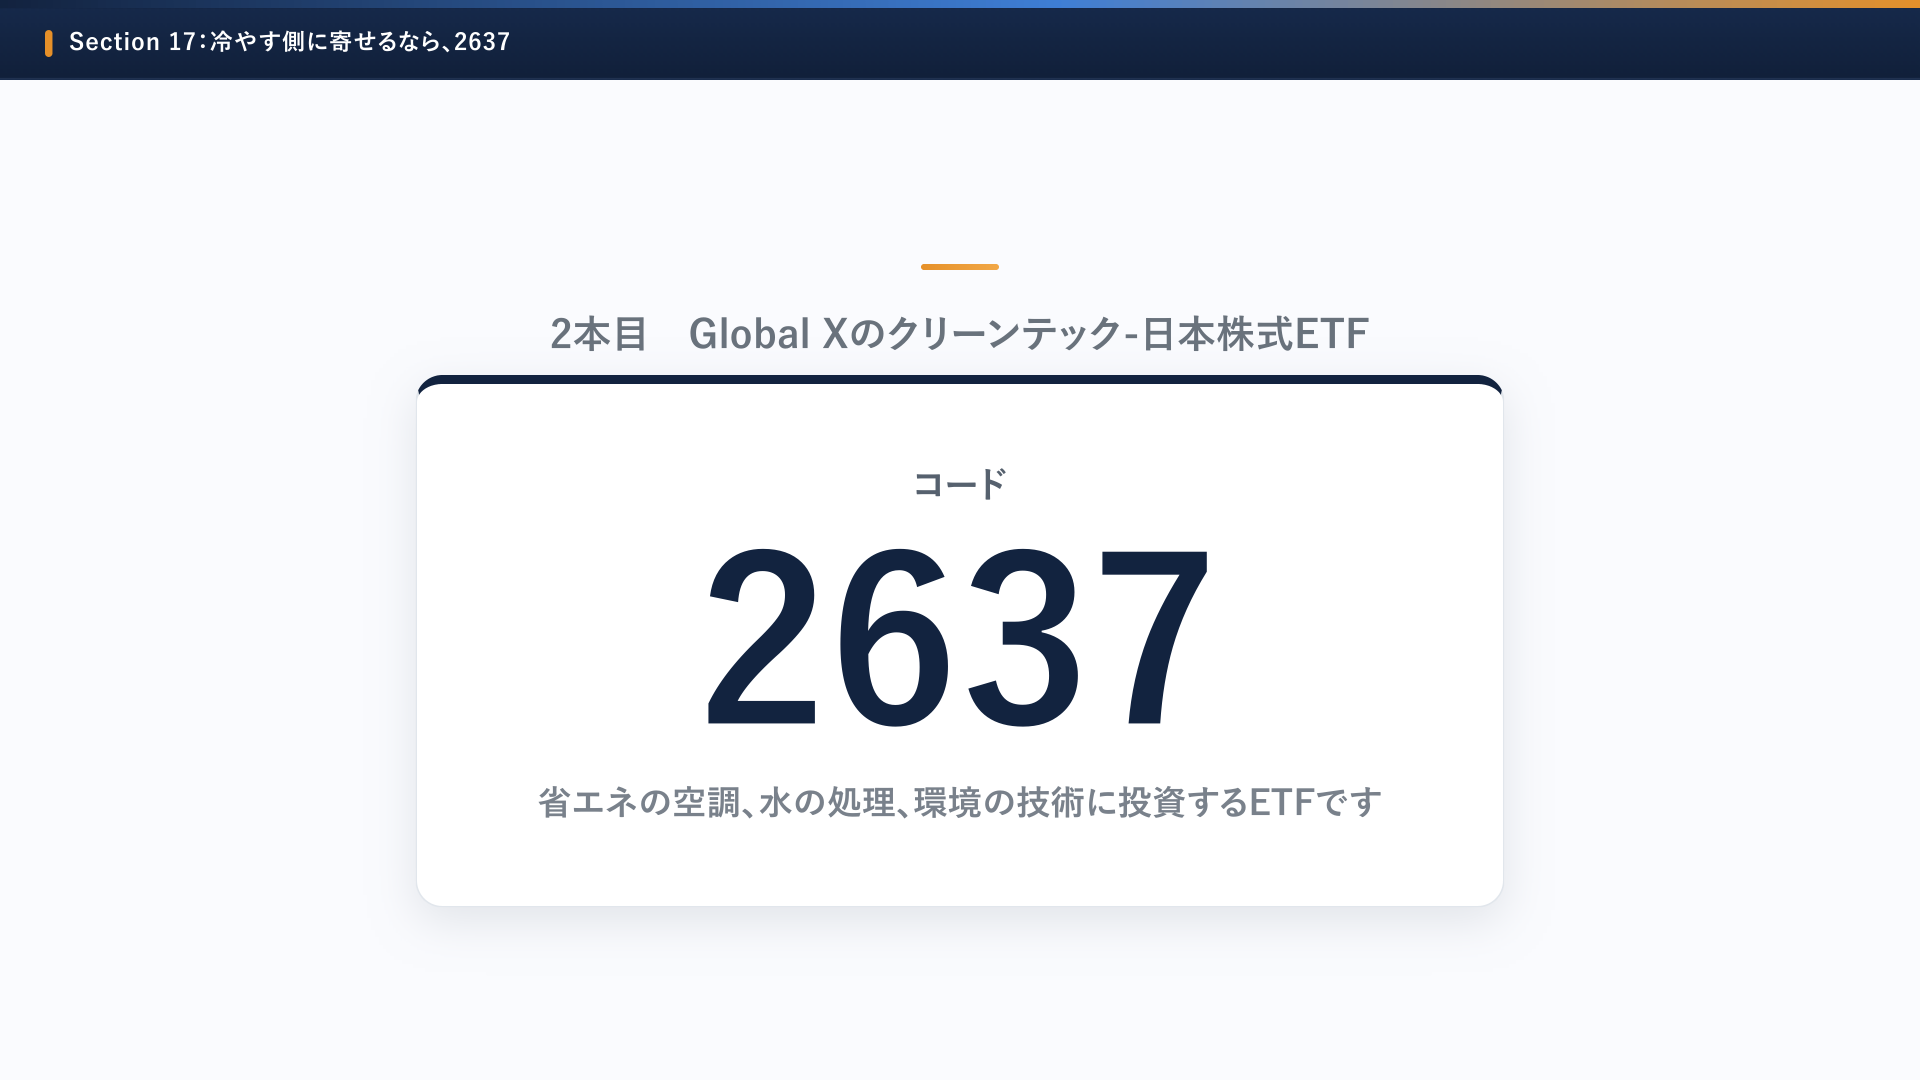 Section 17：冷やす側に寄せるなら、2637
2本目　Global Xのクリーンテック-日本株式ETF
コード
2637
省エネの空調、水の処理、環境の技術に投資するETFです